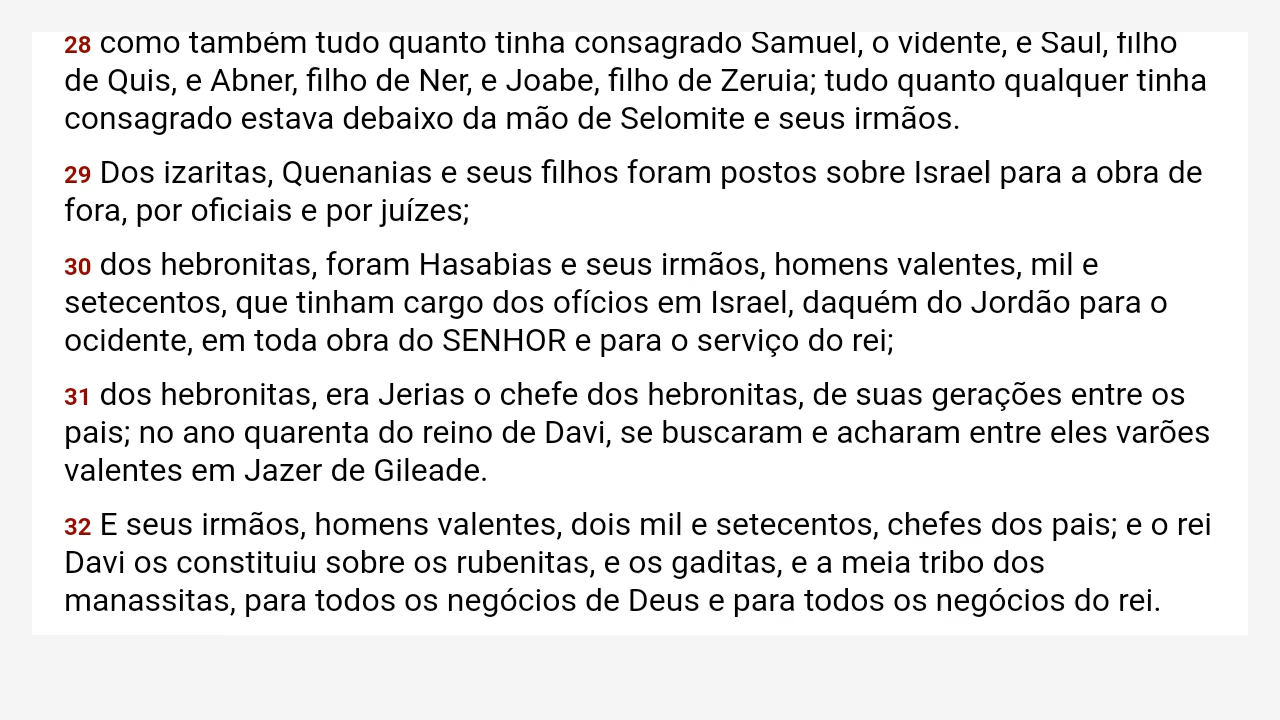 28 como também tudo quanto tinha consagrado Samuel, o vidente, e Saul, filho
de Quis, e Abner, filho de Ner, e Joabe, filho de Zeruia; tudo quanto qualquer tinha
consagrado estava debaixo da mão de Selomite e seus irmãos.
29 Dos izaritas, Quenanias e seus filhos foram postos sobre Israel para a obra de
fora, por oficiais e por juízes;
30 dos hebronitas, foram Hasabias e seus irmãos, homens valentes, mil e
setecentos, que tinham cargo dos ofícios em Israel, daquém do Jordão para o
ocidente, em toda obra do SENHOR e para o serviço do rei;
31 dos hebronitas, era Jerias o chefe dos hebronitas, de suas gerações entre os
pais; no ano quarenta do reino de Davi, se buscaram e acharam entre eles varões
valentes em Jazer de Gileade.
32 E seus irmãos, homens valentes, dois mil e setecentos, chefes dos pais; e o rei
Davi os constituiu sobre os rubenitas, e os gaditas, e a meia tribo dos
manassitas, para todos os negócios de Deus e para todos os negócios do rei.